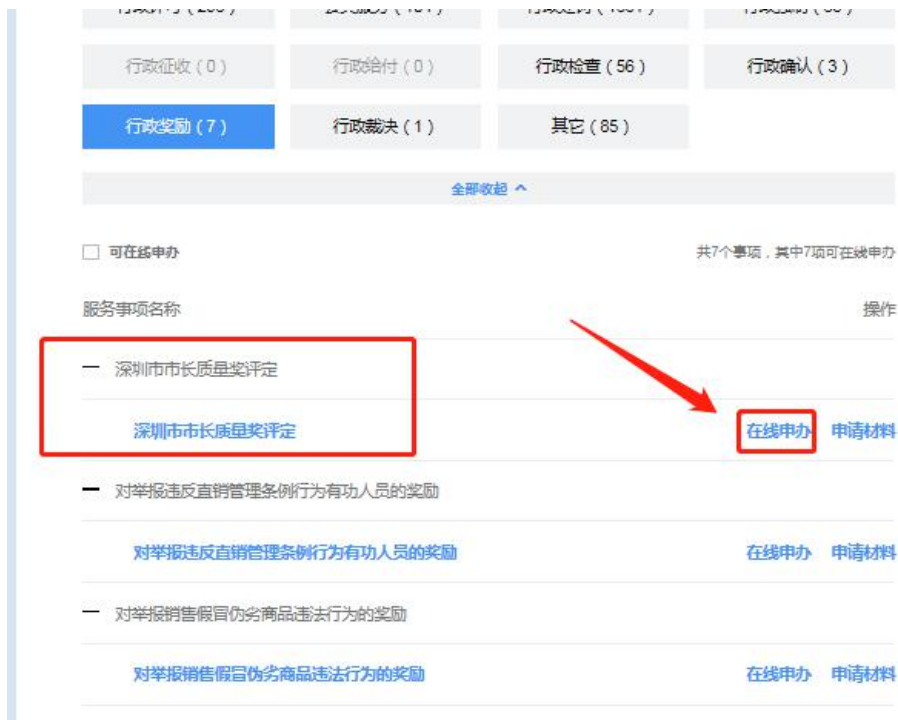 行政征收（0） 行政给付（0） 行政检查（56） 行政确认（3）
行政奖励（7） 行政裁决（1） 其它（85）
全部收起
可在线申办 共7个事项，其中7项可在线申办
服务事项名称 操作
深圳市市长质量奖评定
深圳市市长质量奖评定 在线申办 申请材料
对举报违反直销管理条例行为有功人员的奖励
对举报违反直销管理条例行为有功人员的奖励 在线申办 申请材料
对举报销售假冒伪劣商品违法行为的奖励
对举报销售假冒伪劣商品违法行为的奖励 在线申办 申请材料